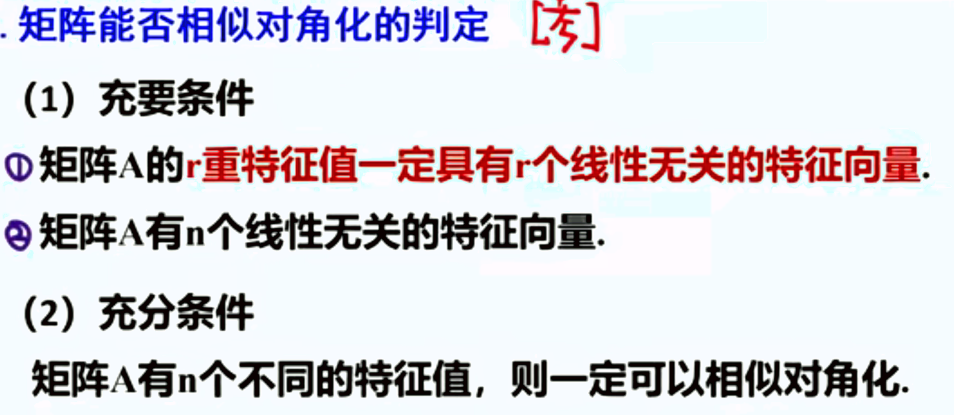 . 矩阵能否相似对角化的判定 [考]
（1）充要条件
① 矩阵A的r重特征值一定具有r个线性无关的特征向量.
② 矩阵A有n个线性无关的特征向量.
（2）充分条件
矩阵A有n个不同的特征值，则一定可以相似对角化.